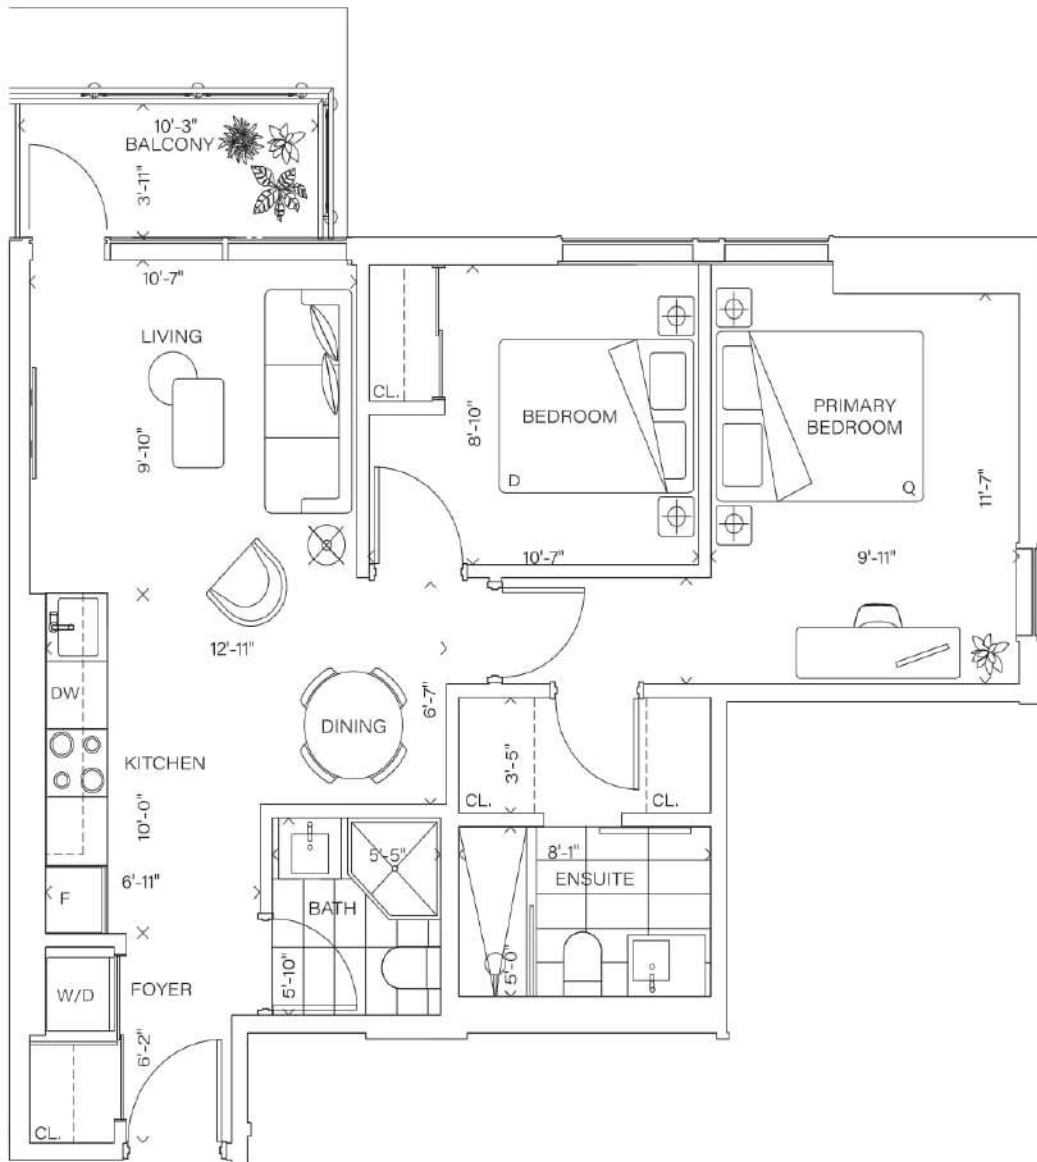 10'-3"
BALCONY
3'-11"
10'-7"
LIVING
9'-10"
CL.
8'-10"
BEDROOM
D
10'-7"
PRIMARY
BEDROOM
Q
11'-7"
9'-11"
12'-11"
DW
DINING
6'-7"
KITCHEN
10'-0"
6'-11"
F
CL.
3'-5"
CL.
5'-5"
BATH
5'-10"
8'-1"
ENSUITE
5'-0"
W/D
FOYER
6'-2"
CL.